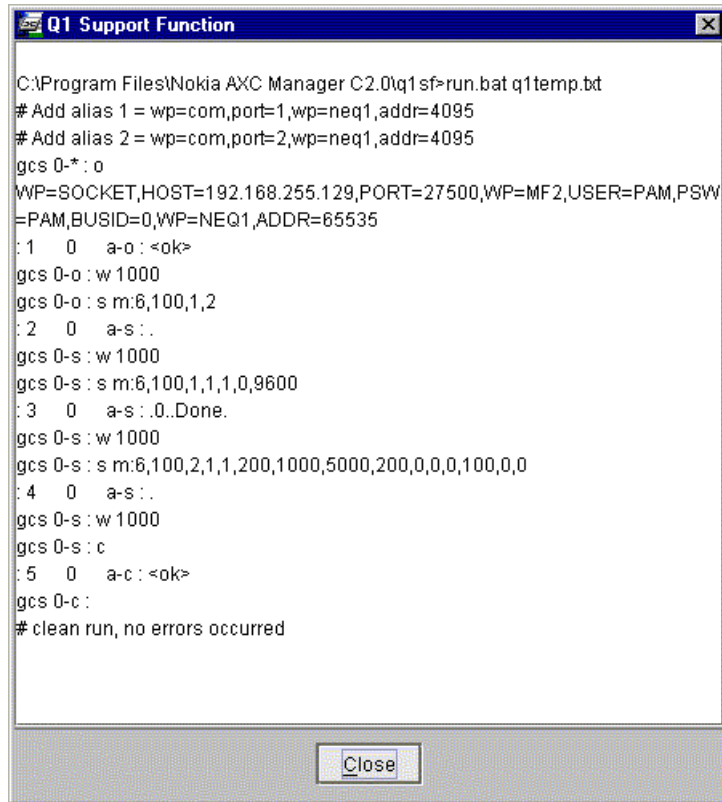 Q1 Support Function
C:\Program Files\Nokia AXC Manager C2.0\q1sf>run.bat q1temp.txt
# Add alias 1 = wp=com,port=1,wp=neq1,addr=4095
# Add alias 2 = wp=com,port=2,wp=neq1,addr=4095
gcs 0-* : o
WP=SOCKET,HOST=192.168.255.129,PORT=27500,WP=MF2,USER=PAM,PSW
=PAM,BUSID=0,WP=NEQ1,ADDR=65535
: 1 0 a-o : <ok>
gcs 0-o : w 1000
gcs 0-o : s m:6,100,1,2
: 2 0 a-s : .
gcs 0-s : w 1000
gcs 0-s : s m:6,100,1,1,1,0,9600
: 3 0 a-s : .0..Done.
gcs 0-s : w 1000
gcs 0-s : s m:6,100,2,1,1,200,1000,5000,200,0,0,0,100,0,0
: 4 0 a-s : .
gcs 0-s : w 1000
gcs 0-s : c
: 5 0 a-c : <ok>
gcs 0-c :
# clean run, no errors occurred
Close